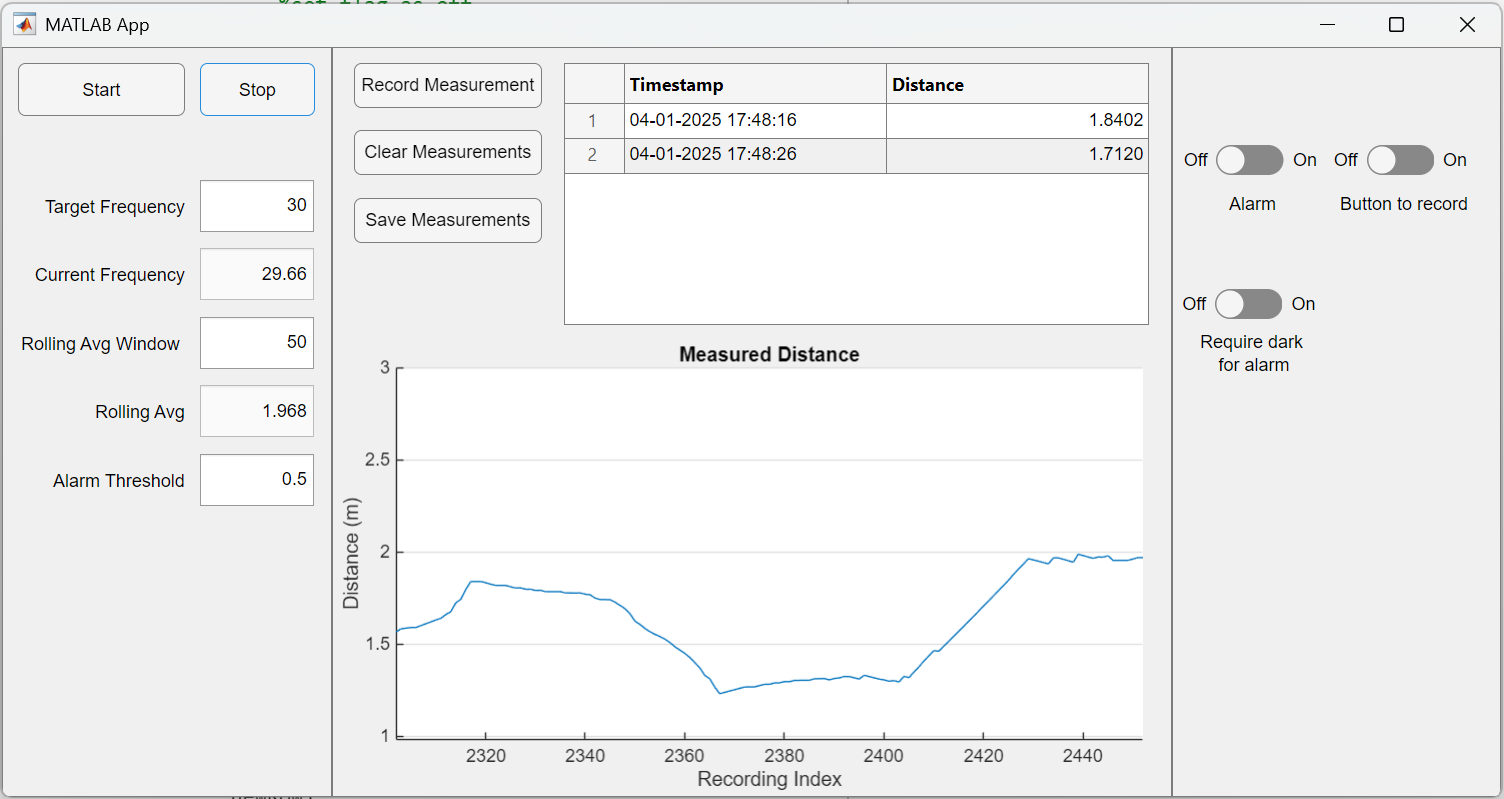 %set flag as off
MATLAB App
Start
Stop
Target Frequency 30
Current Frequency 29.66
Rolling Avg Window 50
Rolling Avg 1.968
Alarm Threshold 0.5
Record Measurement
Clear Measurements
Save Measurements
Timestamp Distance
1 04-01-2025 17:48:16 1.8402
2 04-01-2025 17:48:26 1.7120
Measured Distance
3
2.5
2
1.5
1
Distance (m)
2320 2340 2360 2380 2400 2420 2440
Recording Index
Off On
Alarm
Off On
Button to record
Off On
Require dark
for alarm